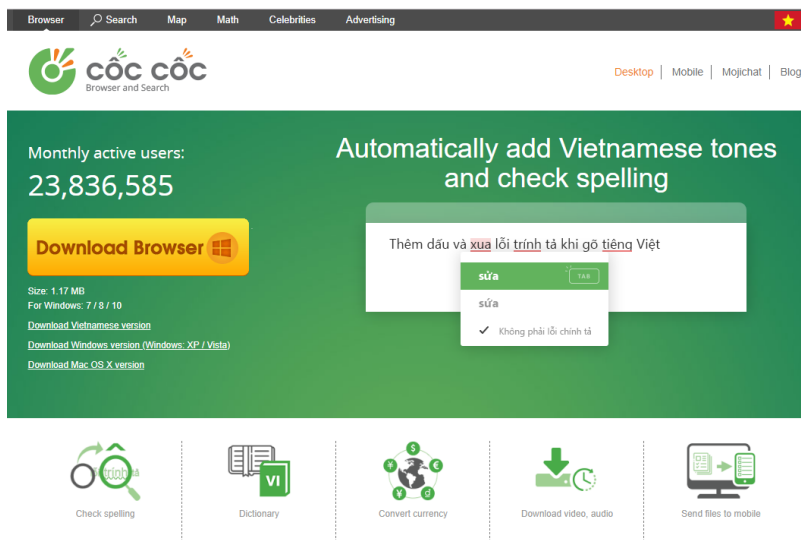 Browser Search Map Math Celebrities Advertising
cốc cốc
Browser and Search
Desktop | Mobile | Mojichat | Blog
Monthly active users:
23,836,585
Download Browser
Size: 1.17 MB
For Windows: 7 / 8 / 10
Download Vietnamese version
Download Windows version (Windows: XP / Vista)
Download Mac OS X version
Automatically add Vietnamese tones
and check spelling
Thêm dấu và xua lỗi trính tả khi gõ tiêng Việt
sửa TAB
sứa
Không phải lỗi chính tả
trính
VI
$
€
¥
₫
Check spelling
Dictionary
Convert currency
Download video, audio
Send files to mobile